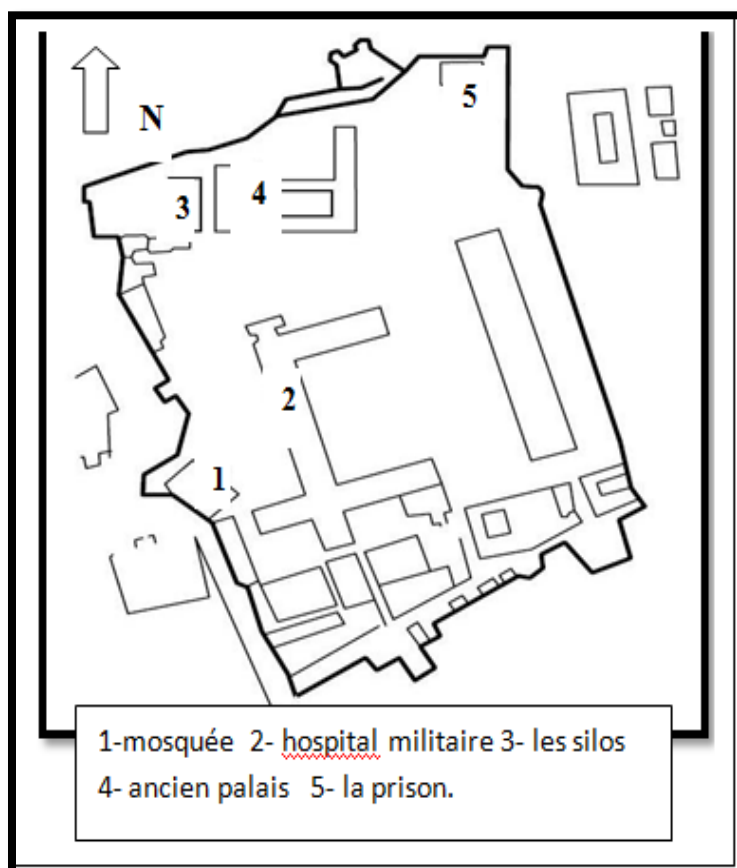 N
5
4
3
2
1
1-mosquée 2- hospital militaire 3- les silos
4- ancien palais 5- la prison.